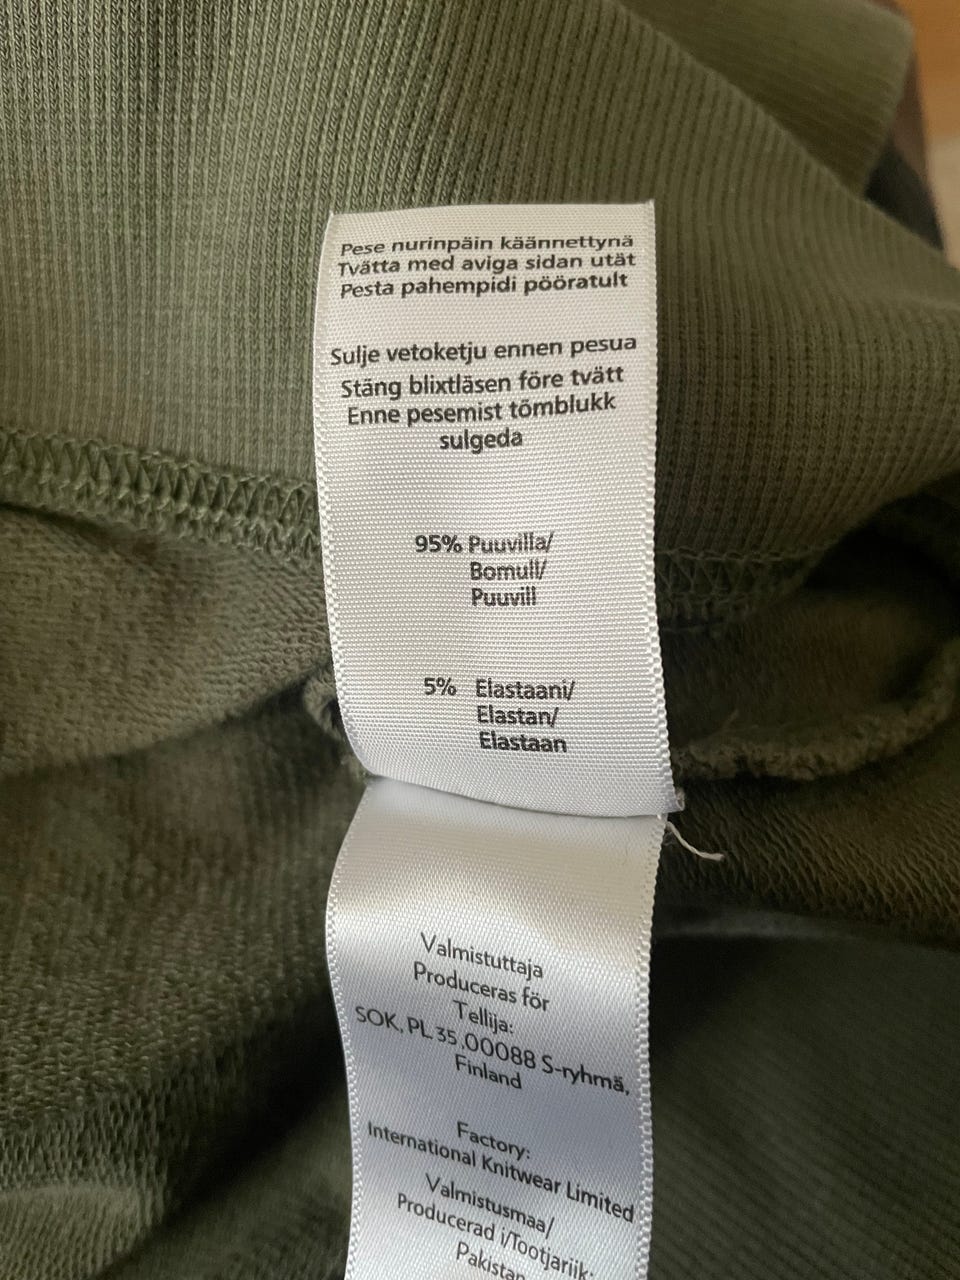 Pese nurinpäin käännettynä
Tvätta med aviga sidan utåt
Pesta pahempidi pööratult
Sulje vetoketju ennen pesua
Stäng blixtläsen före tvätt
Enne pesemist tõmblukk
sulgeda
95% Puuvilla/
Bomull/
Puuvill
5% Elastaani/
Elastan/
Elastaan
Valmistuttaja
Produceras för
Tellija:
SOK, PL 35 ,00088 S-ryhmä,
Finland
Factory:
International Knitwear Limited
Valmistusmaa/
Producerad i/Tootjariik:
Pakistan